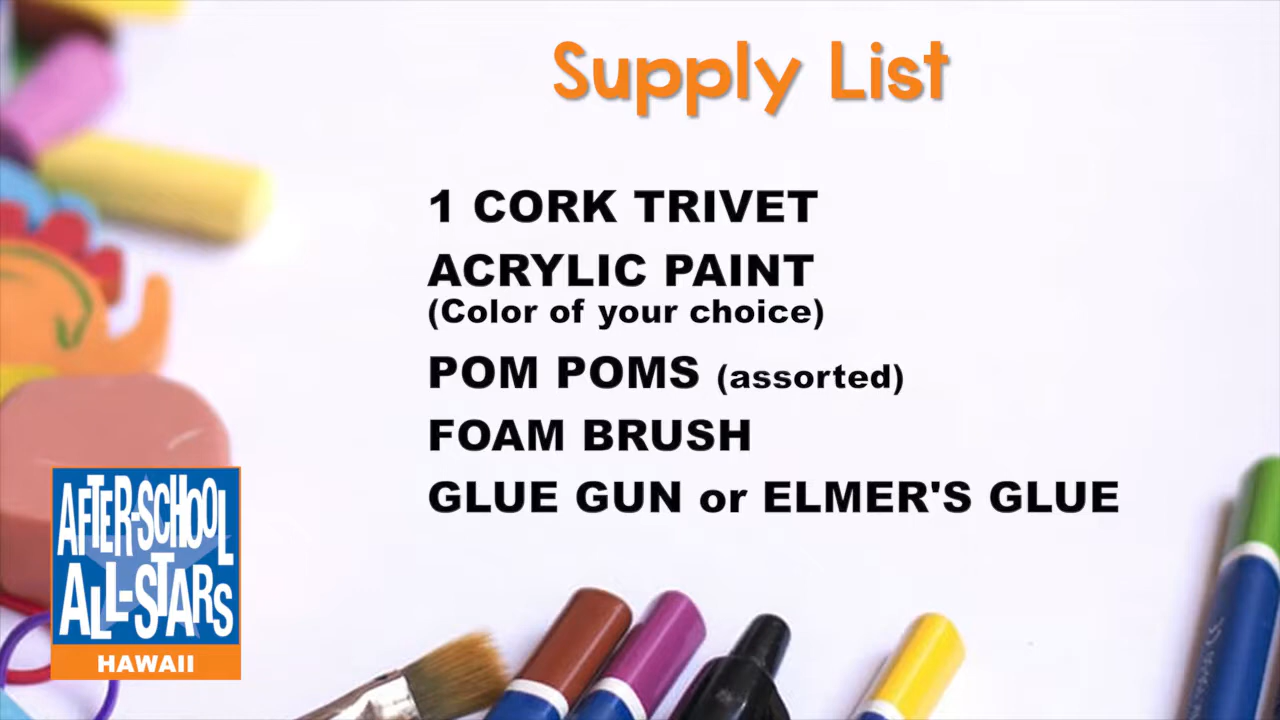 Supply List
1 CORK TRIVET
ACRYLIC PAINT
(Color of your choice)
POM POMS (assorted)
FOAM BRUSH
GLUE GUN or ELMER'S GLUE
AFTER-SCHOOL
ALL-STARS
HAWAII